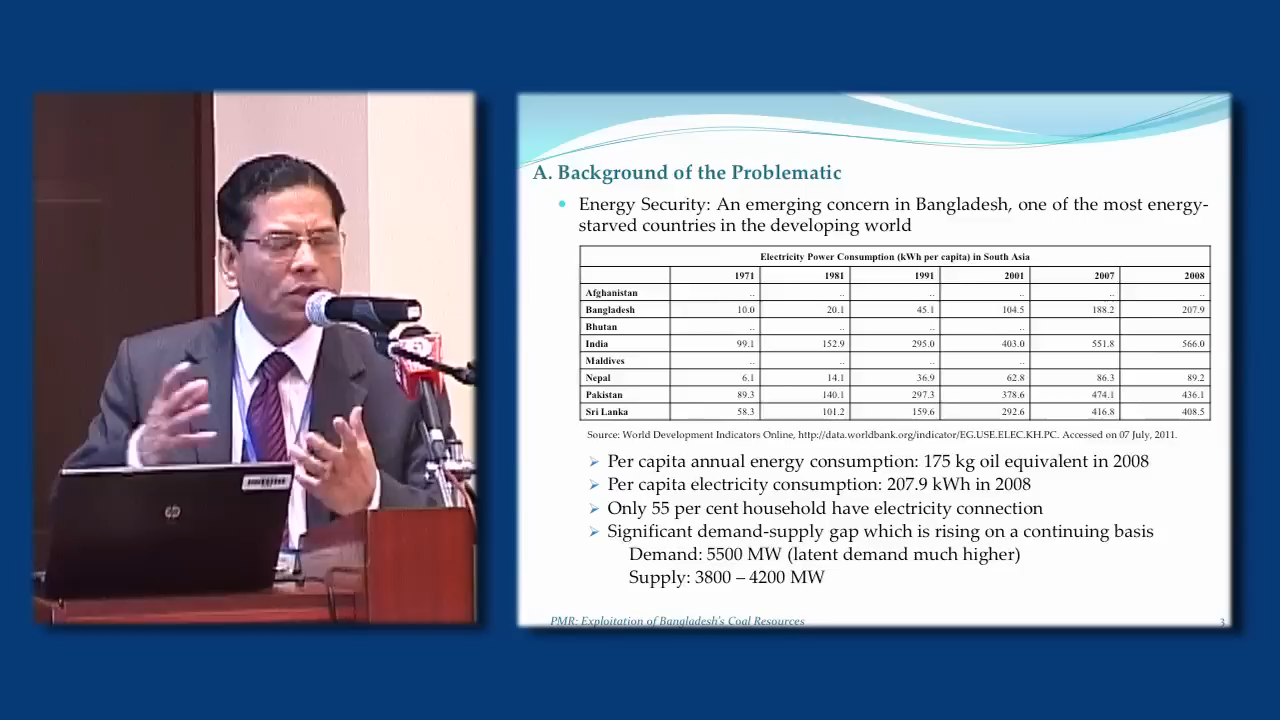 A. Background of the Problematic
Energy Security: An emerging concern in Bangladesh, one of the most energy-
starved countries in the developing world
Electricity Power Consumption (kWh per capita) in South Asia
1971 1981 1991 2001 2007 2008
Afghanistan .. .. .. .. .. ..
Bangladesh 10.0 20.1 45.1 104.5 188.2 207.9
Bhutan .. .. .. ..
India 99.1 152.9 295.0 403.0 551.8 566.0
Maldives .. .. .. ..
Nepal 6.1 14.1 36.9 62.8 86.3 89.2
Pakistan 89.3 140.1 297.3 378.6 474.1 436.1
Sri Lanka 58.3 101.2 159.6 292.6 416.8 408.5
Source: World Development Indicators Online, http://data.worldbank.org/indicator/EG.USE.ELEC.KH.PC. Accessed on 07 July, 2011.
Per capita annual energy consumption: 175 kg oil equivalent in 2008
Per capita electricity consumption: 207.9 kWh in 2008
Only 55 per cent household have electricity connection
Significant demand-supply gap which is rising on a continuing basis
Demand: 5500 MW (latent demand much higher)
Supply: 3800 – 4200 MW
PMR: Exploitation of Bangladesh's Coal Resources
3
hp